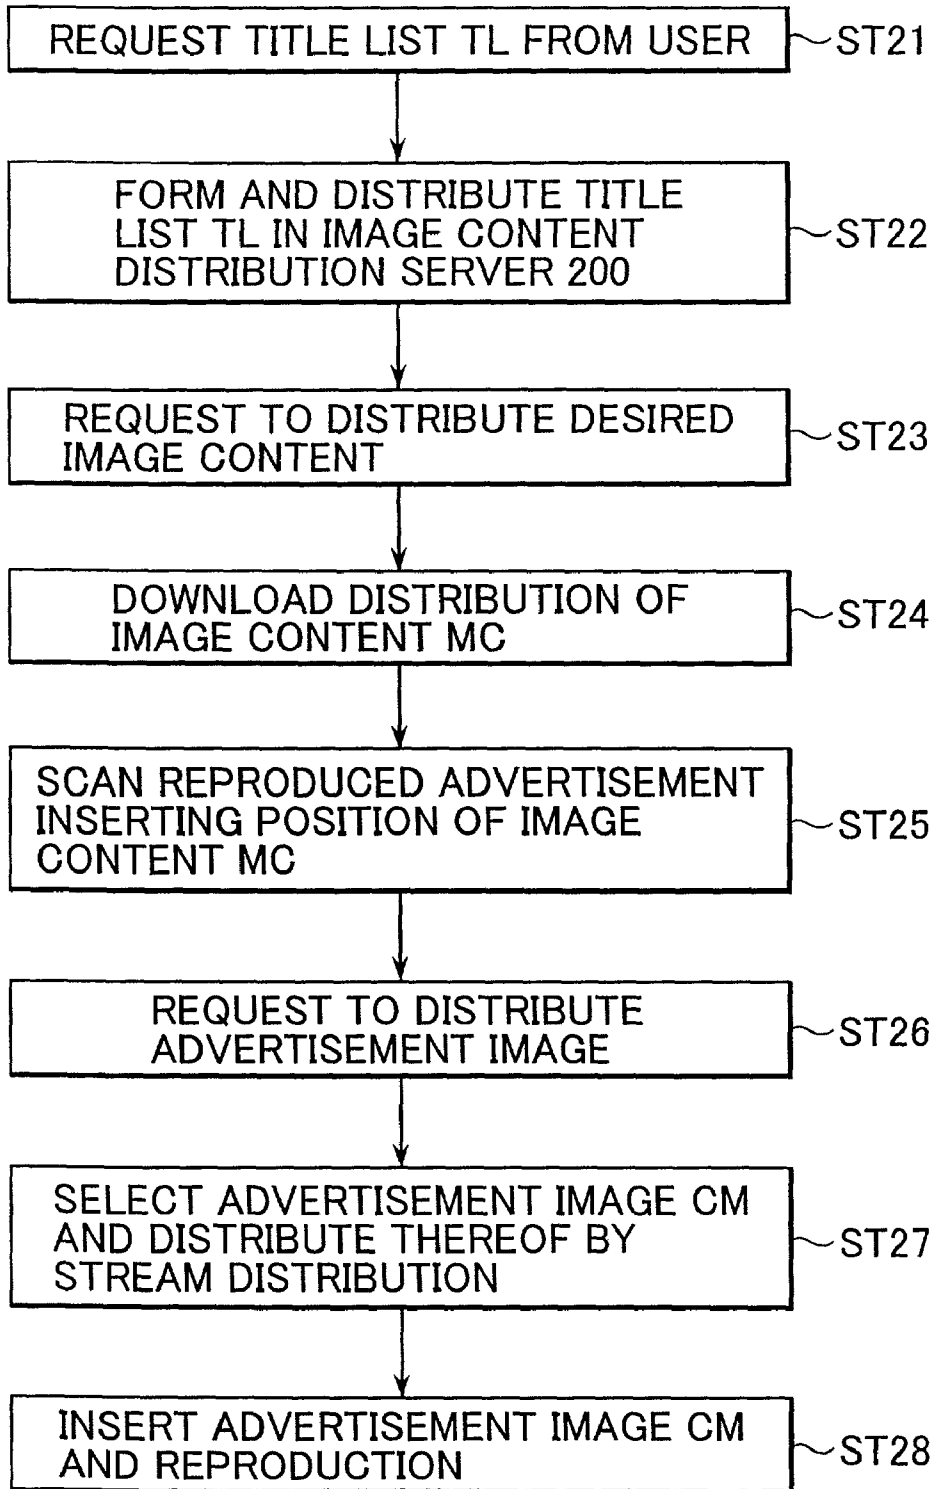 REQUEST TITLE LIST TL FROM USER
ST21
FORM AND DISTRIBUTE TITLE
LIST TL IN IMAGE CONTENT
DISTRIBUTION SERVER 200
ST22
REQUEST TO DISTRIBUTE DESIRED
IMAGE CONTENT
ST23
DOWNLOAD DISTRIBUTION OF
IMAGE CONTENT MC
ST24
SCAN REPRODUCED ADVERTISEMENT
INSERTING POSITION OF IMAGE
CONTENT MC
ST25
REQUEST TO DISTRIBUTE
ADVERTISEMENT IMAGE
ST26
SELECT ADVERTISEMENT IMAGE CM
AND DISTRIBUTE THEREOF BY
STREAM DISTRIBUTION
ST27
INSERT ADVERTISEMENT IMAGE CM
AND REPRODUCTION
ST28